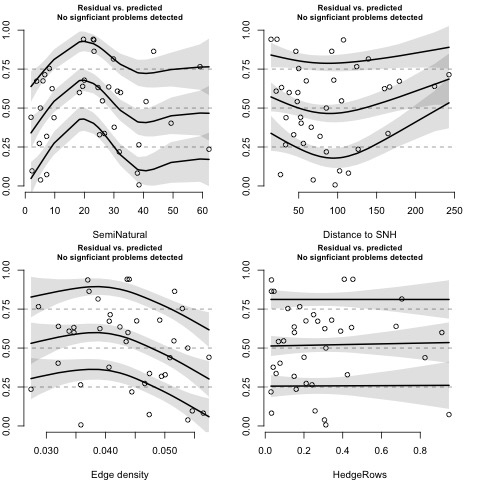 Residual vs. predicted
No signficiant problems detected
0.00 0.25 0.50 0.75 1.00
0 10 20 30 40 50 60
SemiNatural
Residual vs. predicted
No signficiant problems detected
0.00 0.25 0.50 0.75 1.00
50 100 150 200 250
Distance to SNH
Residual vs. predicted
No signficiant problems detected
0.00 0.25 0.50 0.75 1.00
0.030 0.040 0.050
Edge density
Residual vs. predicted
No signficiant problems detected
0.00 0.25 0.50 0.75 1.00
0.0 0.2 0.4 0.6 0.8
HedgeRows